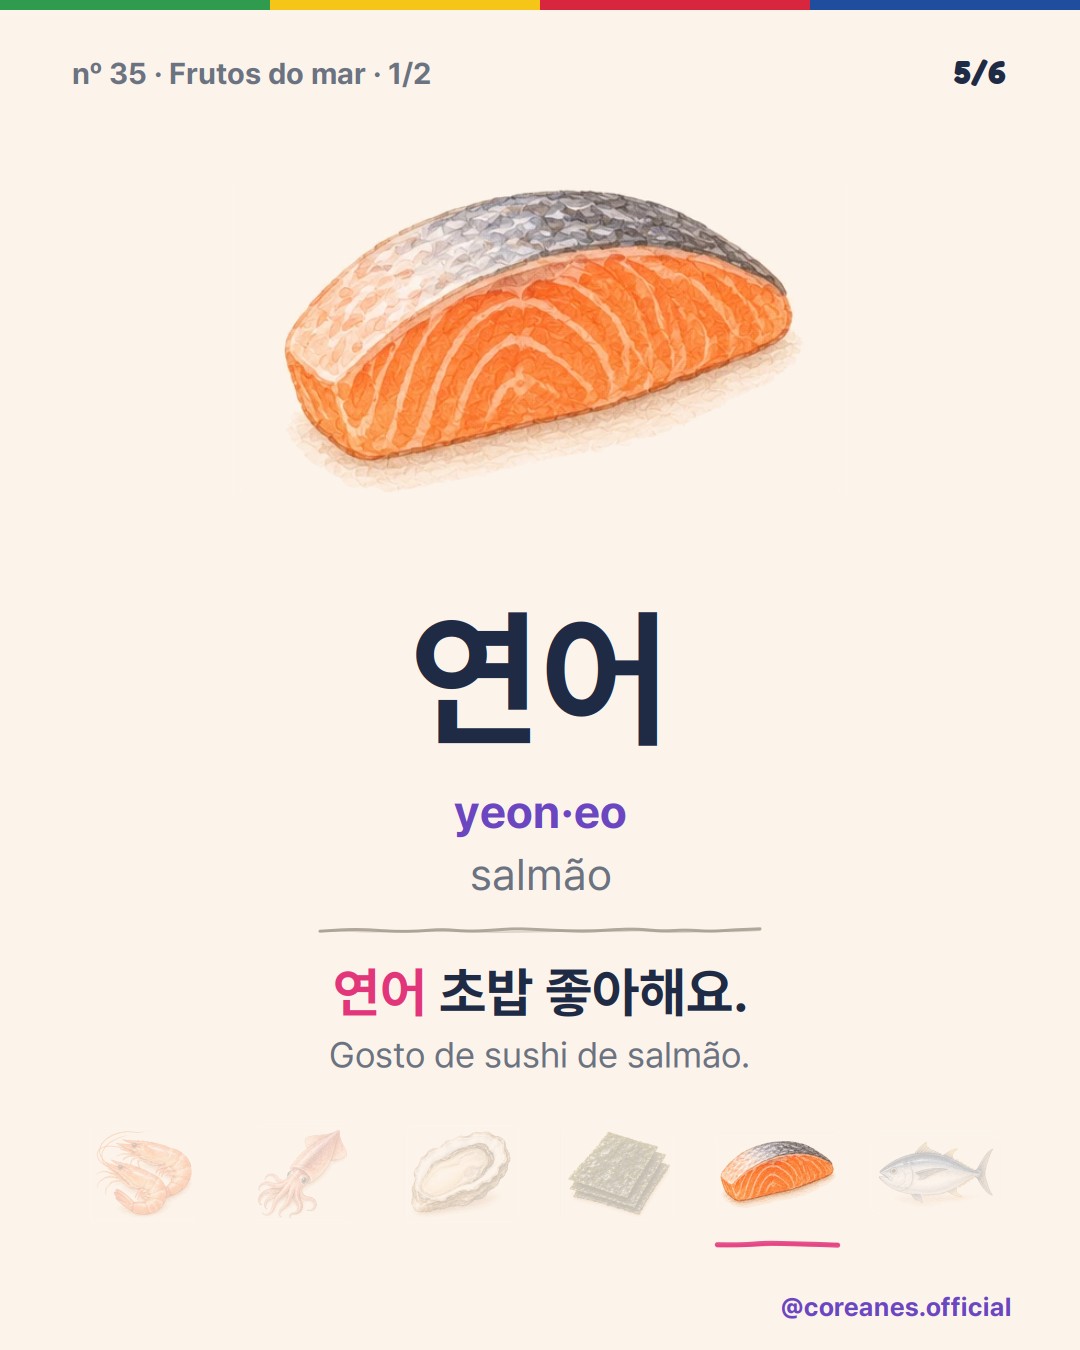 nº 35 · Frutos do mar · 1/2
5/6
연어
yeon·eo
salmão
연어 초밥 좋아해요.
Gosto de sushi de salmão.
@coreanes.official